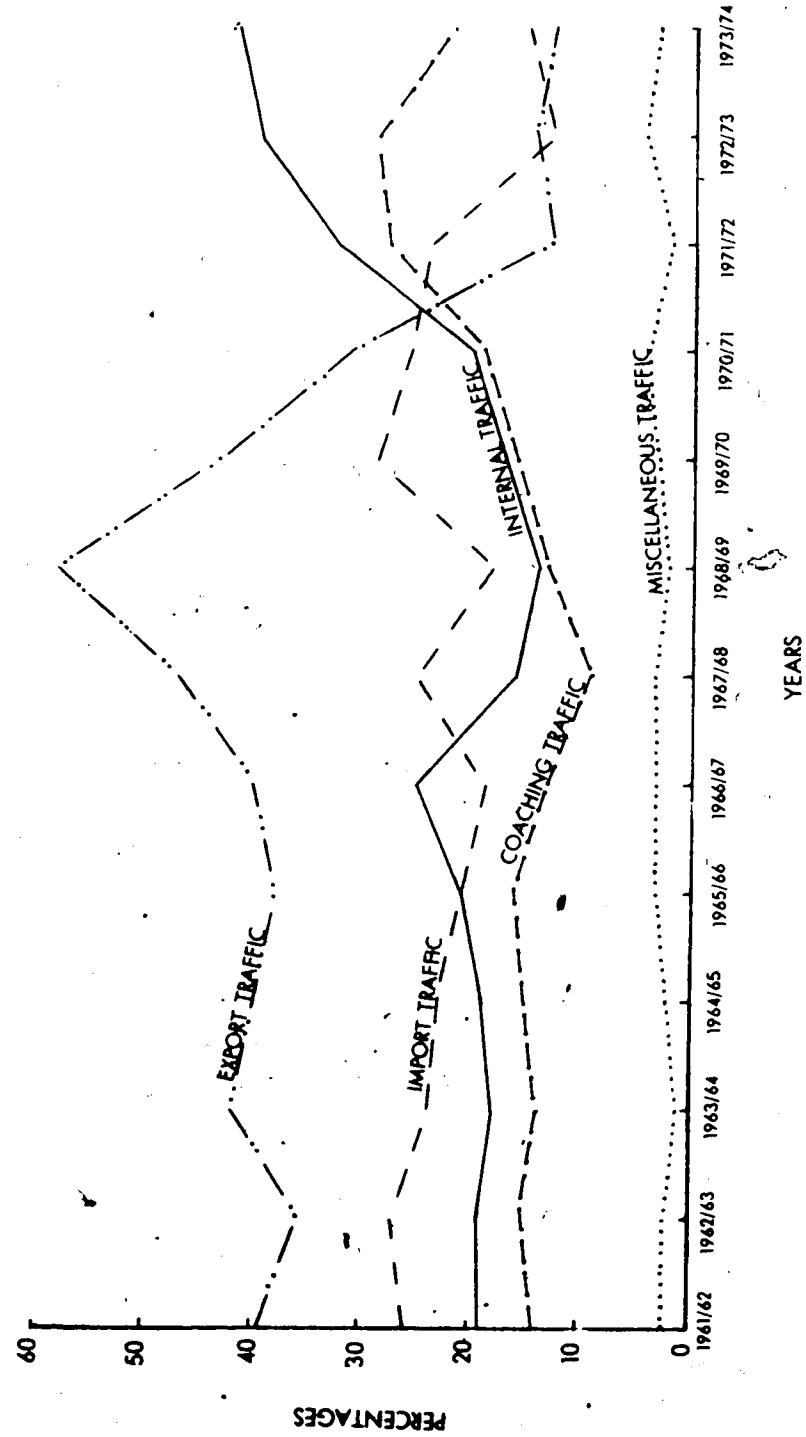 PERCENTAGES
60
50
40
30
20
10
0
EXPORT TRAFFIC
IMPORT TRAFFIC
INTERNAL TRAFFIC
COACHING TRAFFIC
MISCELLANEOUS TRAFFIC
1961/62
1962/63
1963/64
1964/65
1965/66
1966/67
1967/68
1968/69
1969/70
1970/71
1971/72
1972/73
1973/74
YEARS